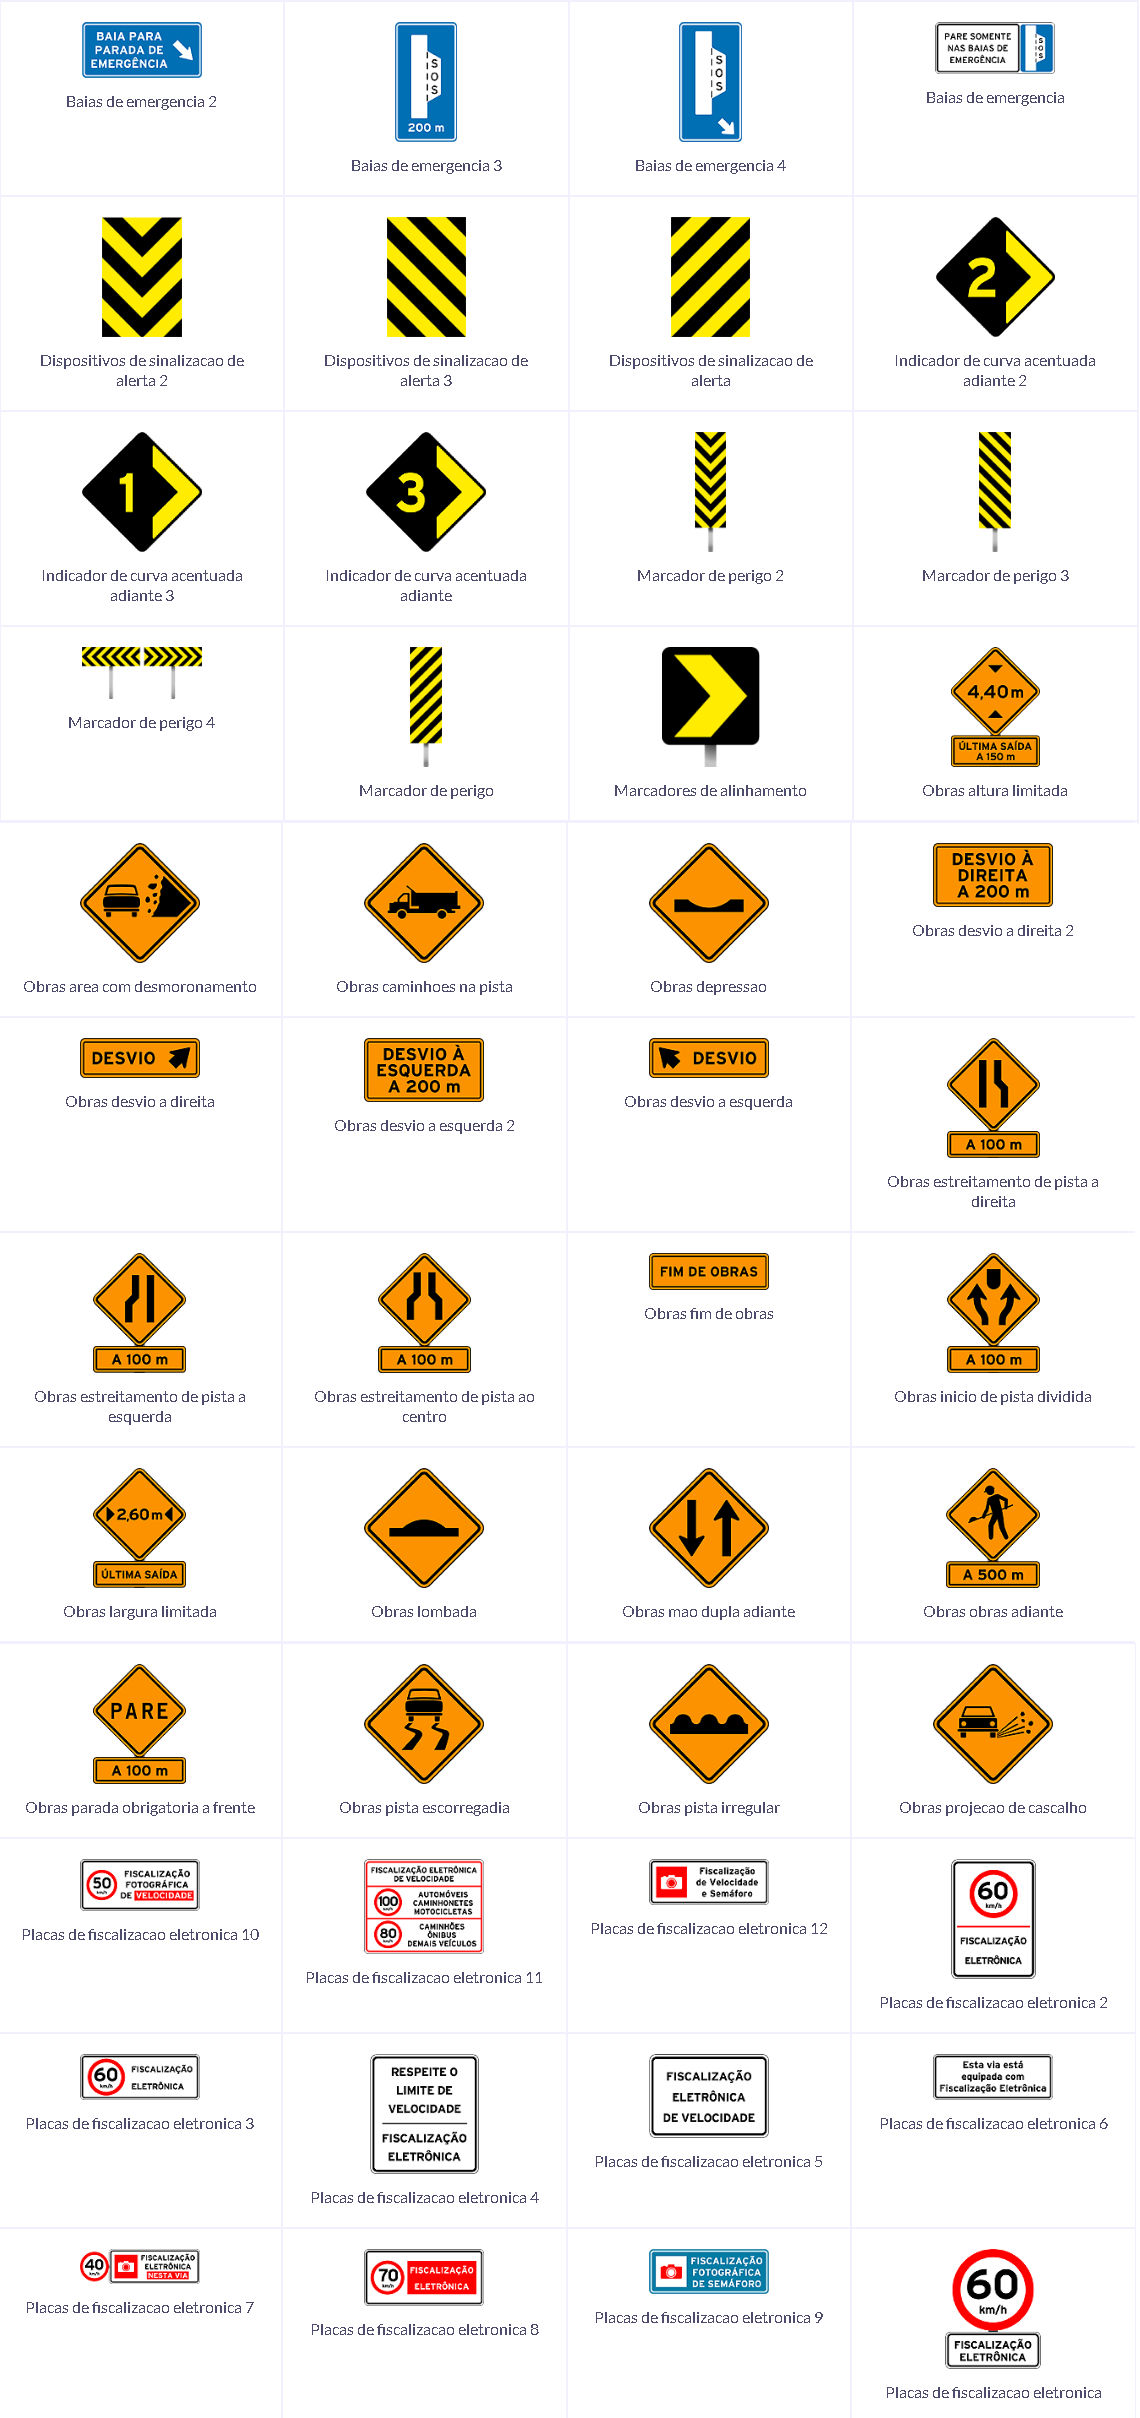 BAIA PARA
PARADA DE
EMERGÊNCIA
Baias de emergencia 2
SOS
200 m
Baias de emergencia 3
SOS
Baias de emergencia 4
PARE SOMENTE
NAS BAIAS DE
EMERGÊNCIA
SOS
Baias de emergencia
Dispositivos de sinalizacao de
alerta 2
Dispositivos de sinalizacao de
alerta 3
Dispositivos de sinalizacao de
alerta
2
Indicador de curva acentuada
adiante 2
1
Indicador de curva acentuada
adiante 3
3
Indicador de curva acentuada
adiante
Marcador de perigo 2
Marcador de perigo 3
Marcador de perigo 4
Marcador de perigo
Marcadores de alinhamento
4,40 m
ÚLTIMA SAÍDA
A 150 m
Obras altura limitada
Obras area com desmoronamento
Obras caminhoes na pista
Obras depressao
DESVIO À
DIREITA
A 200 m
Obras desvio a direita 2
DESVIO
Obras desvio a direita
DESVIO À
ESQUERDA
A 200 m
Obras desvio a esquerda 2
DESVIO
Obras desvio a esquerda
A 100 m
Obras estreitamento de pista a
direita
A 100 m
Obras estreitamento de pista a
esquerda
A 100 m
Obras estreitamento de pista ao
centro
FIM DE OBRAS
Obras fim de obras
A 100 m
Obras inicio de pista dividida
2,60 m
ÚLTIMA SAÍDA
Obras largura limitada
Obras lombada
Obras mao dupla adiante
A 500 m
Obras obras adiante
PARE
A 100 m
Obras parada obrigatoria a frente
Obras pista escorregadia
Obras pista irregular
Obras projecao de cascalho
50
km/h
FISCALIZAÇÃO
FOTOGRÁFICA
DE VELOCIDADE
Placas de fiscalizacao eletronica 10
FISCALIZAÇÃO ELETRÔNICA
DE VELOCIDADE
100
km/h
AUTOMÓVEIS
CAMINHONETES
MOTOCICLETAS
80
km/h
CAMINHÕES
ÔNIBUS
DEMAIS VEÍCULOS
Placas de fiscalizacao eletronica 11
Fiscalização
de Velocidade
e Semáforo
Placas de fiscalizacao eletronica 12
60
km/h
FISCALIZAÇÃO
ELETRÔNICA
Placas de fiscalizacao eletronica 2
60
km/h
FISCALIZAÇÃO
ELETRÔNICA
Placas de fiscalizacao eletronica 3
RESPEITE O
LIMITE DE
VELOCIDADE
FISCALIZAÇÃO
ELETRÔNICA
Placas de fiscalizacao eletronica 4
FISCALIZAÇÃO
ELETRÔNICA
DE VELOCIDADE
Placas de fiscalizacao eletronica 5
Esta via está
equipada com
Fiscalização Eletrônica
Placas de fiscalizacao eletronica 6
40
km/h
FISCALIZAÇÃO
ELETRÔNICA
NESTA VIA
Placas de fiscalizacao eletronica 7
70
km/h
FISCALIZAÇÃO
ELETRÔNICA
Placas de fiscalizacao eletronica 8
FISCALIZAÇÃO
FOTOGRÁFICA
DE SEMÁFORO
Placas de fiscalizacao eletronica 9
60
km/h
FISCALIZAÇÃO
ELETRÔNICA
Placas de fiscalizacao eletronica